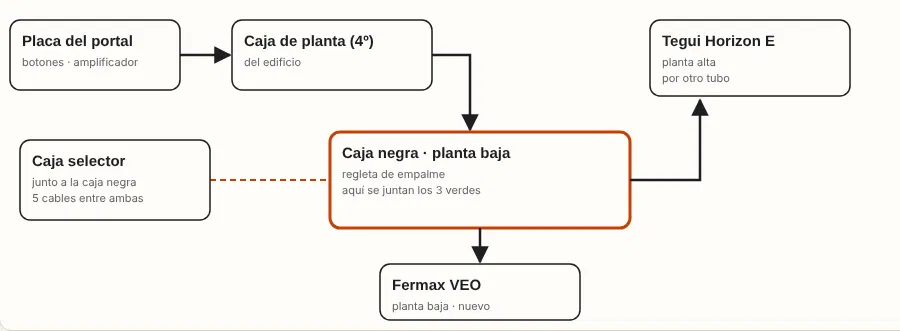 Placa del portal
botones · amplificador
Caja de planta (4º)
del edificio
Tegui Horizon E
planta alta
por otro tubo
Caja selector
junto a la caja negra
5 cables entre ambas
Caja negra · planta baja
regleta de empalme
aquí se juntan los 3 verdes
Fermax VEO
planta baja · nuevo